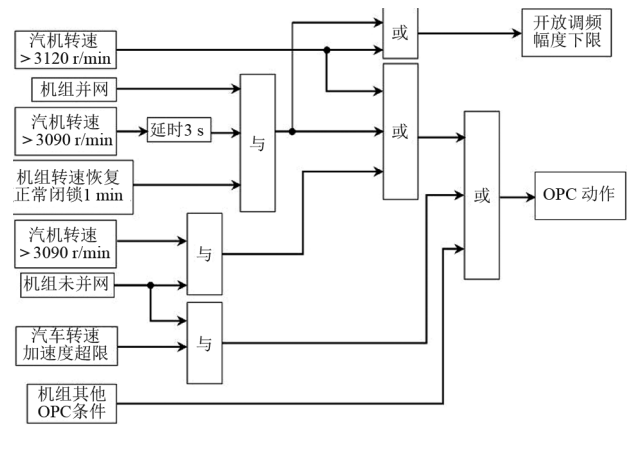 汽机转速
>3120 r/min
或
开放调频
幅度下限
机组并网
汽机转速
>3090 r/min
延时3 s
与
或
机组转速恢复
正常闭锁1 min
或
OPC 动作
汽机转速
>3090 r/min
与
机组未并网
汽车转速
加速度超限
与
机组其他
OPC条件